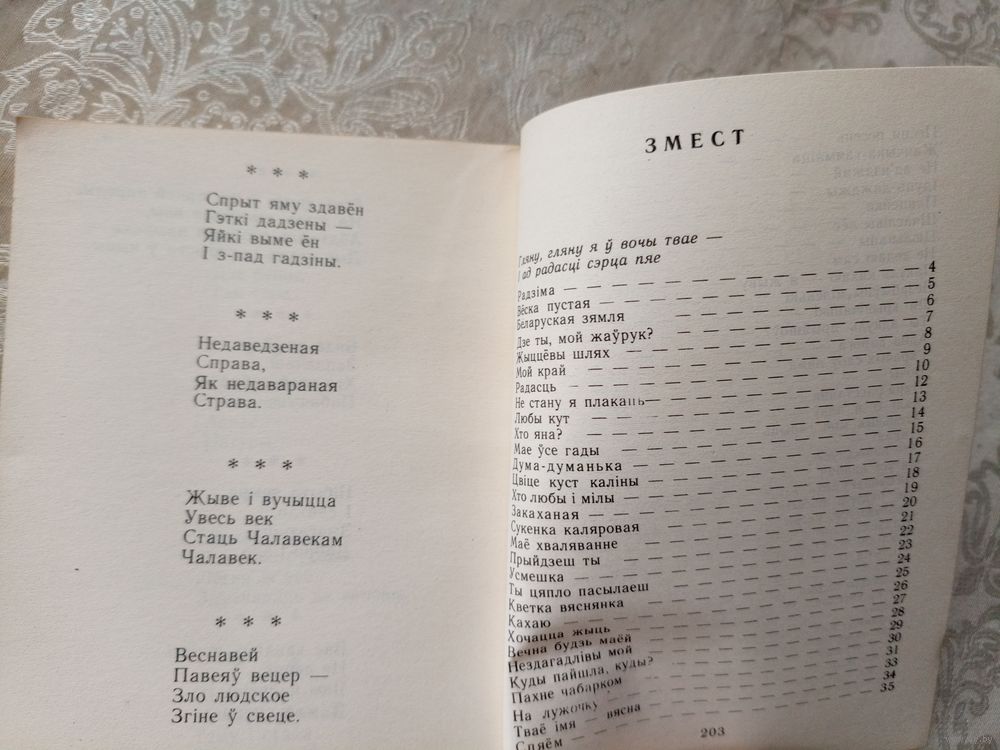 * * *
Спрыт яму здавён
Гэткі дадзены —
Яйкі выме ён
І з-пад гадзіны.
* * *
Недаведзеная
Справа,
Як недавараная
Страва.
* * *
Жыве і вучыцца
Увесь век
Стаць Чалавекам
Чалавек.
* * *
Веснавей
Павеяў вецер —
Зло людское
Згіне ў свеце.
ЗМЕСТ
Гляну, гляну я ў вочы твае —
І ад радасці сэрца пяе
Радзіма — 4
Вёска пустая — 5
Беларуская зямля — 6
Дзе ты, мой жаўрук? — 7
Жыццёвы шлях — 8
Мой край — 9
Радасць — 10
Не стану я плакаць — 12
Любы кут — 13
Хто яна? — 14
Мае ўсе гады — 15
Дума-думанька — 16
Цвіце куст каліны — 17
Хто любы і мілы — 18
Закаханая — 19
Сукенка каляровая — 20
Маё хваляванне — 21
Прыйдзеш ты — 22
Усмешка — 23
Ты цяпло пасылаеш — 24
Кветка вяснянка — 25
Кахаю — 26
Хочацца жыць — 27
Вечна будзь маёй — 28
Нездагадлівы мой — 29
Куды пайшла, куды? — 30
Пахне чабарком — 31
На лужочку — 33
Тваё імя — вясна — 34
Спяём — 35
203